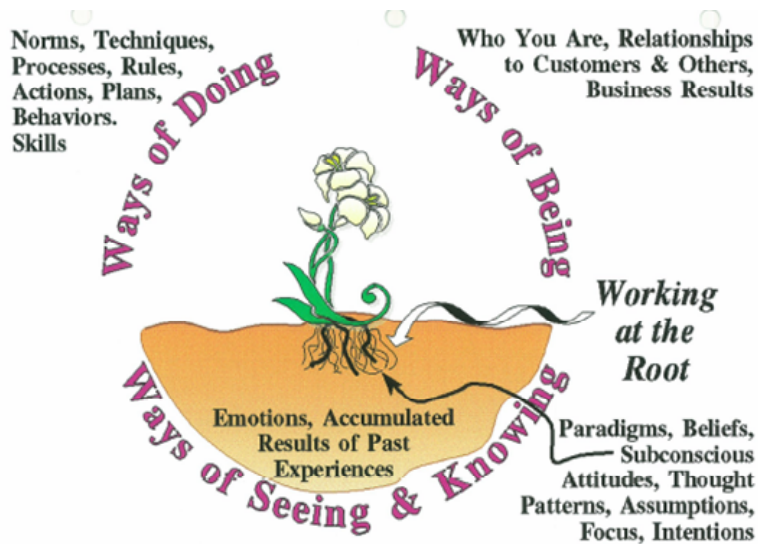 Norms, Techniques,
Processes, Rules,
Actions, Plans,
Behaviors.
Skills
Ways of Doing
Who You Are, Relationships
to Customers & Others,
Business Results
Ways of Being
Working
at the
Root
Emotions, Accumulated
Results of Past
Experiences
Ways of Seeing & Knowing
Paradigms, Beliefs,
Subconscious
Attitudes, Thought
Patterns, Assumptions,
Focus, Intentions